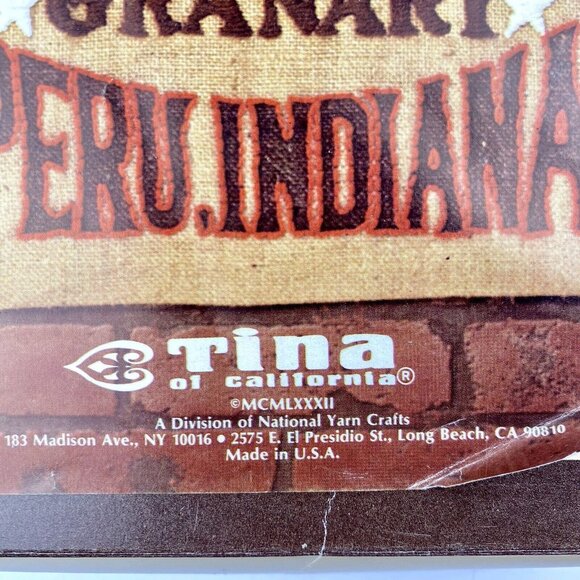 GRANARY
PERU, INDIANA
Tina
of california®
©MCMLXXXII
A Division of National Yarn Crafts
183 Madison Ave., NY 10016 • 2575 E. El Presidio St., Long Beach, CA 90810
Made in U.S.A.